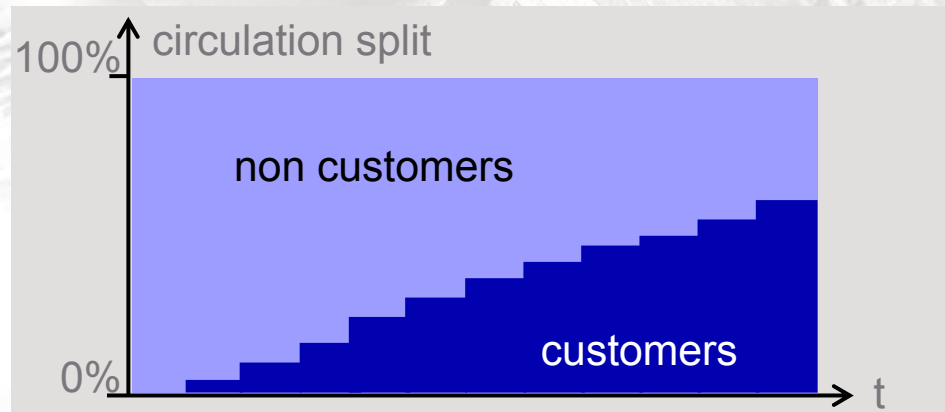 circulation split
100%
non customers
customers
0%
t